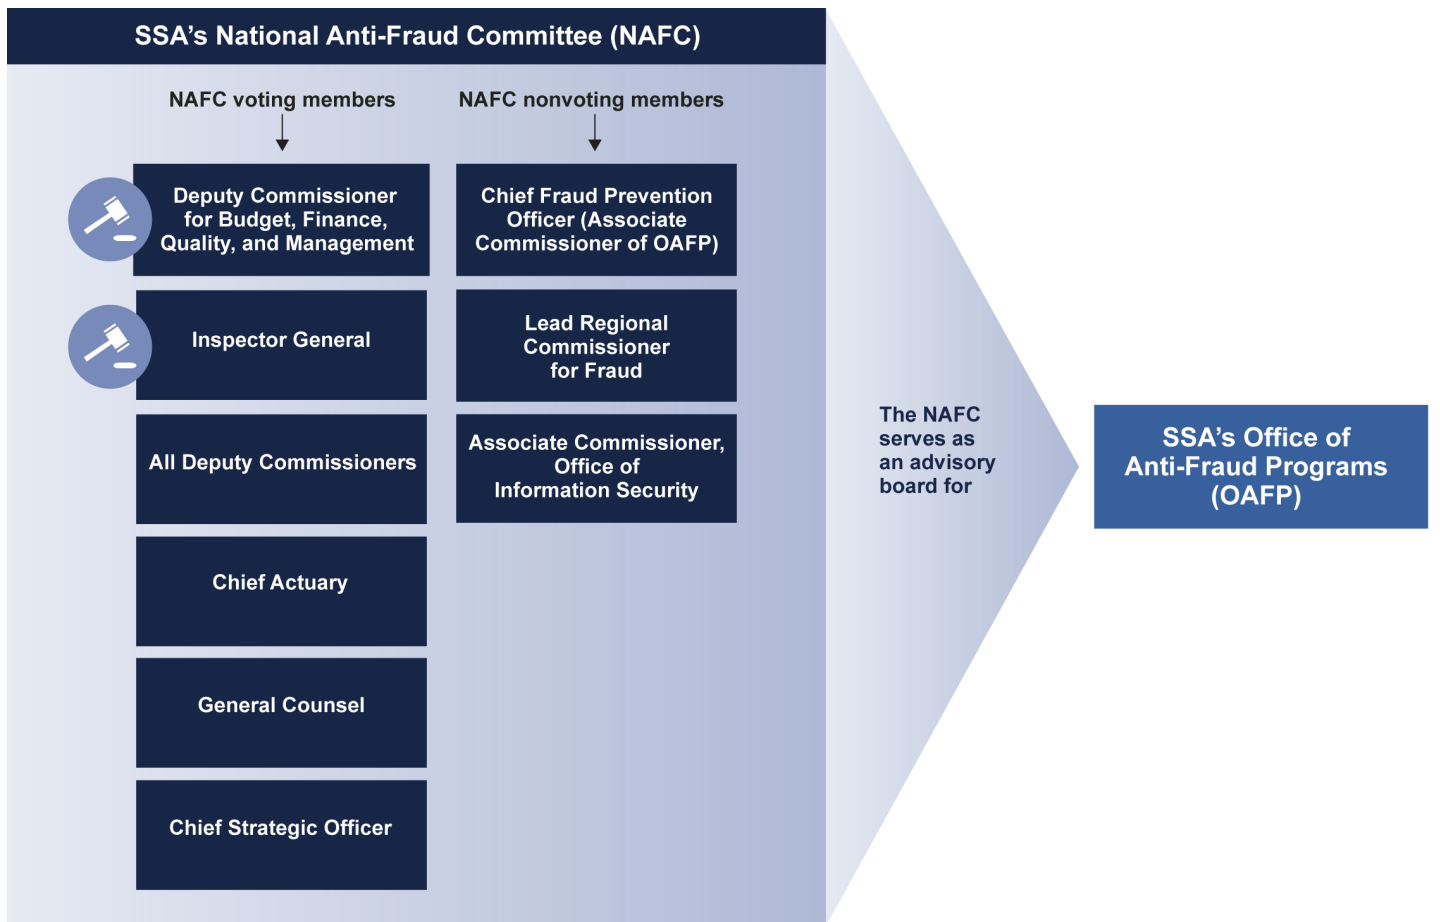 SSA’s National Anti-Fraud Committee (NAFC)
NAFC voting members
Deputy Commissioner
for Budget, Finance,
Quality, and Management
Inspector General
All Deputy Commissioners
Chief Actuary
General Counsel
Chief Strategic Officer
NAFC nonvoting members
Chief Fraud Prevention
Officer (Associate
Commissioner of OAFP)
Lead Regional
Commissioner
for Fraud
Associate Commissioner,
Office of
Information Security
The NAFC
serves as
an advisory
board for
SSA’s Office of
Anti-Fraud Programs
(OAFP)